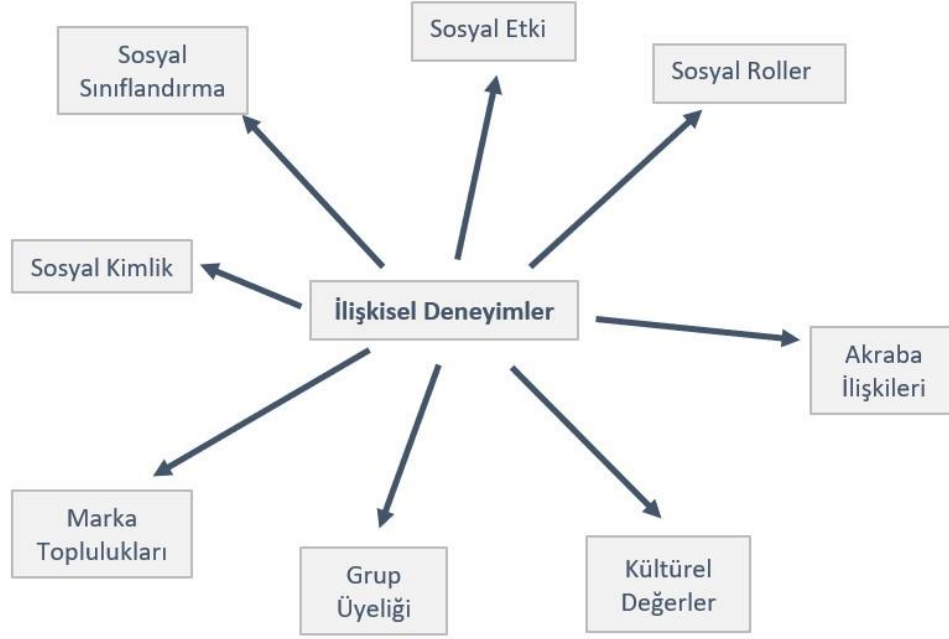 Sosyal Etki
Sosyal
Sınıflandırma
Sosyal Roller
Sosyal Kimlik
İlişkisel Deneyimler
Akraba
İlişkileri
Marka
Toplulukları
Grup
Üyeliği
Kültürel
Değerler